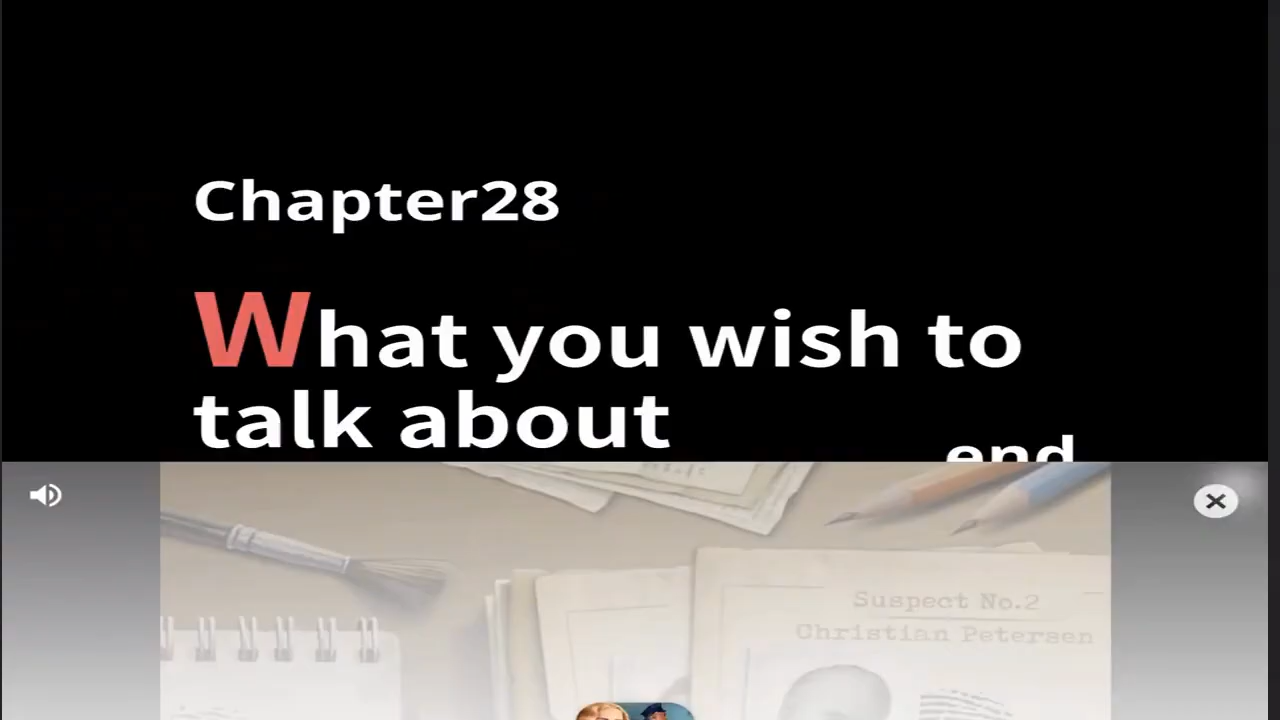 Chapter28
What you wish to
talk about
end
Suspect No.2
Christian Petersen